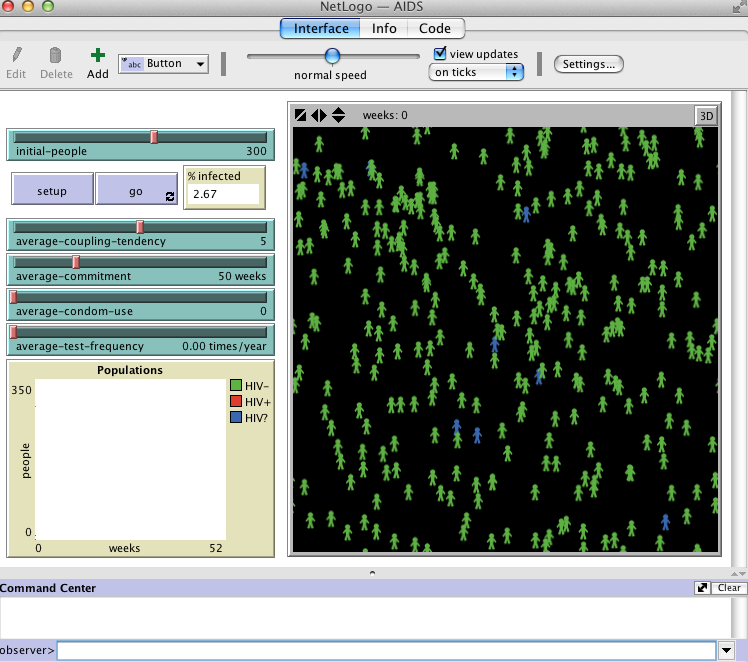 NetLogo — AIDS
Interface Info Code
Edit Delete Add abc Button normal speed view updates on ticks Settings...
weeks: 0 3D
initial-people 300
setup go % infected 2.67
average-coupling-tendency 5
average-commitment 50 weeks
average-condom-use 0
average-test-frequency 0.00 times/year
Populations
350
people
0
0 weeks 52
HIV-
HIV+
HIV?
Command Center Clear
observer>